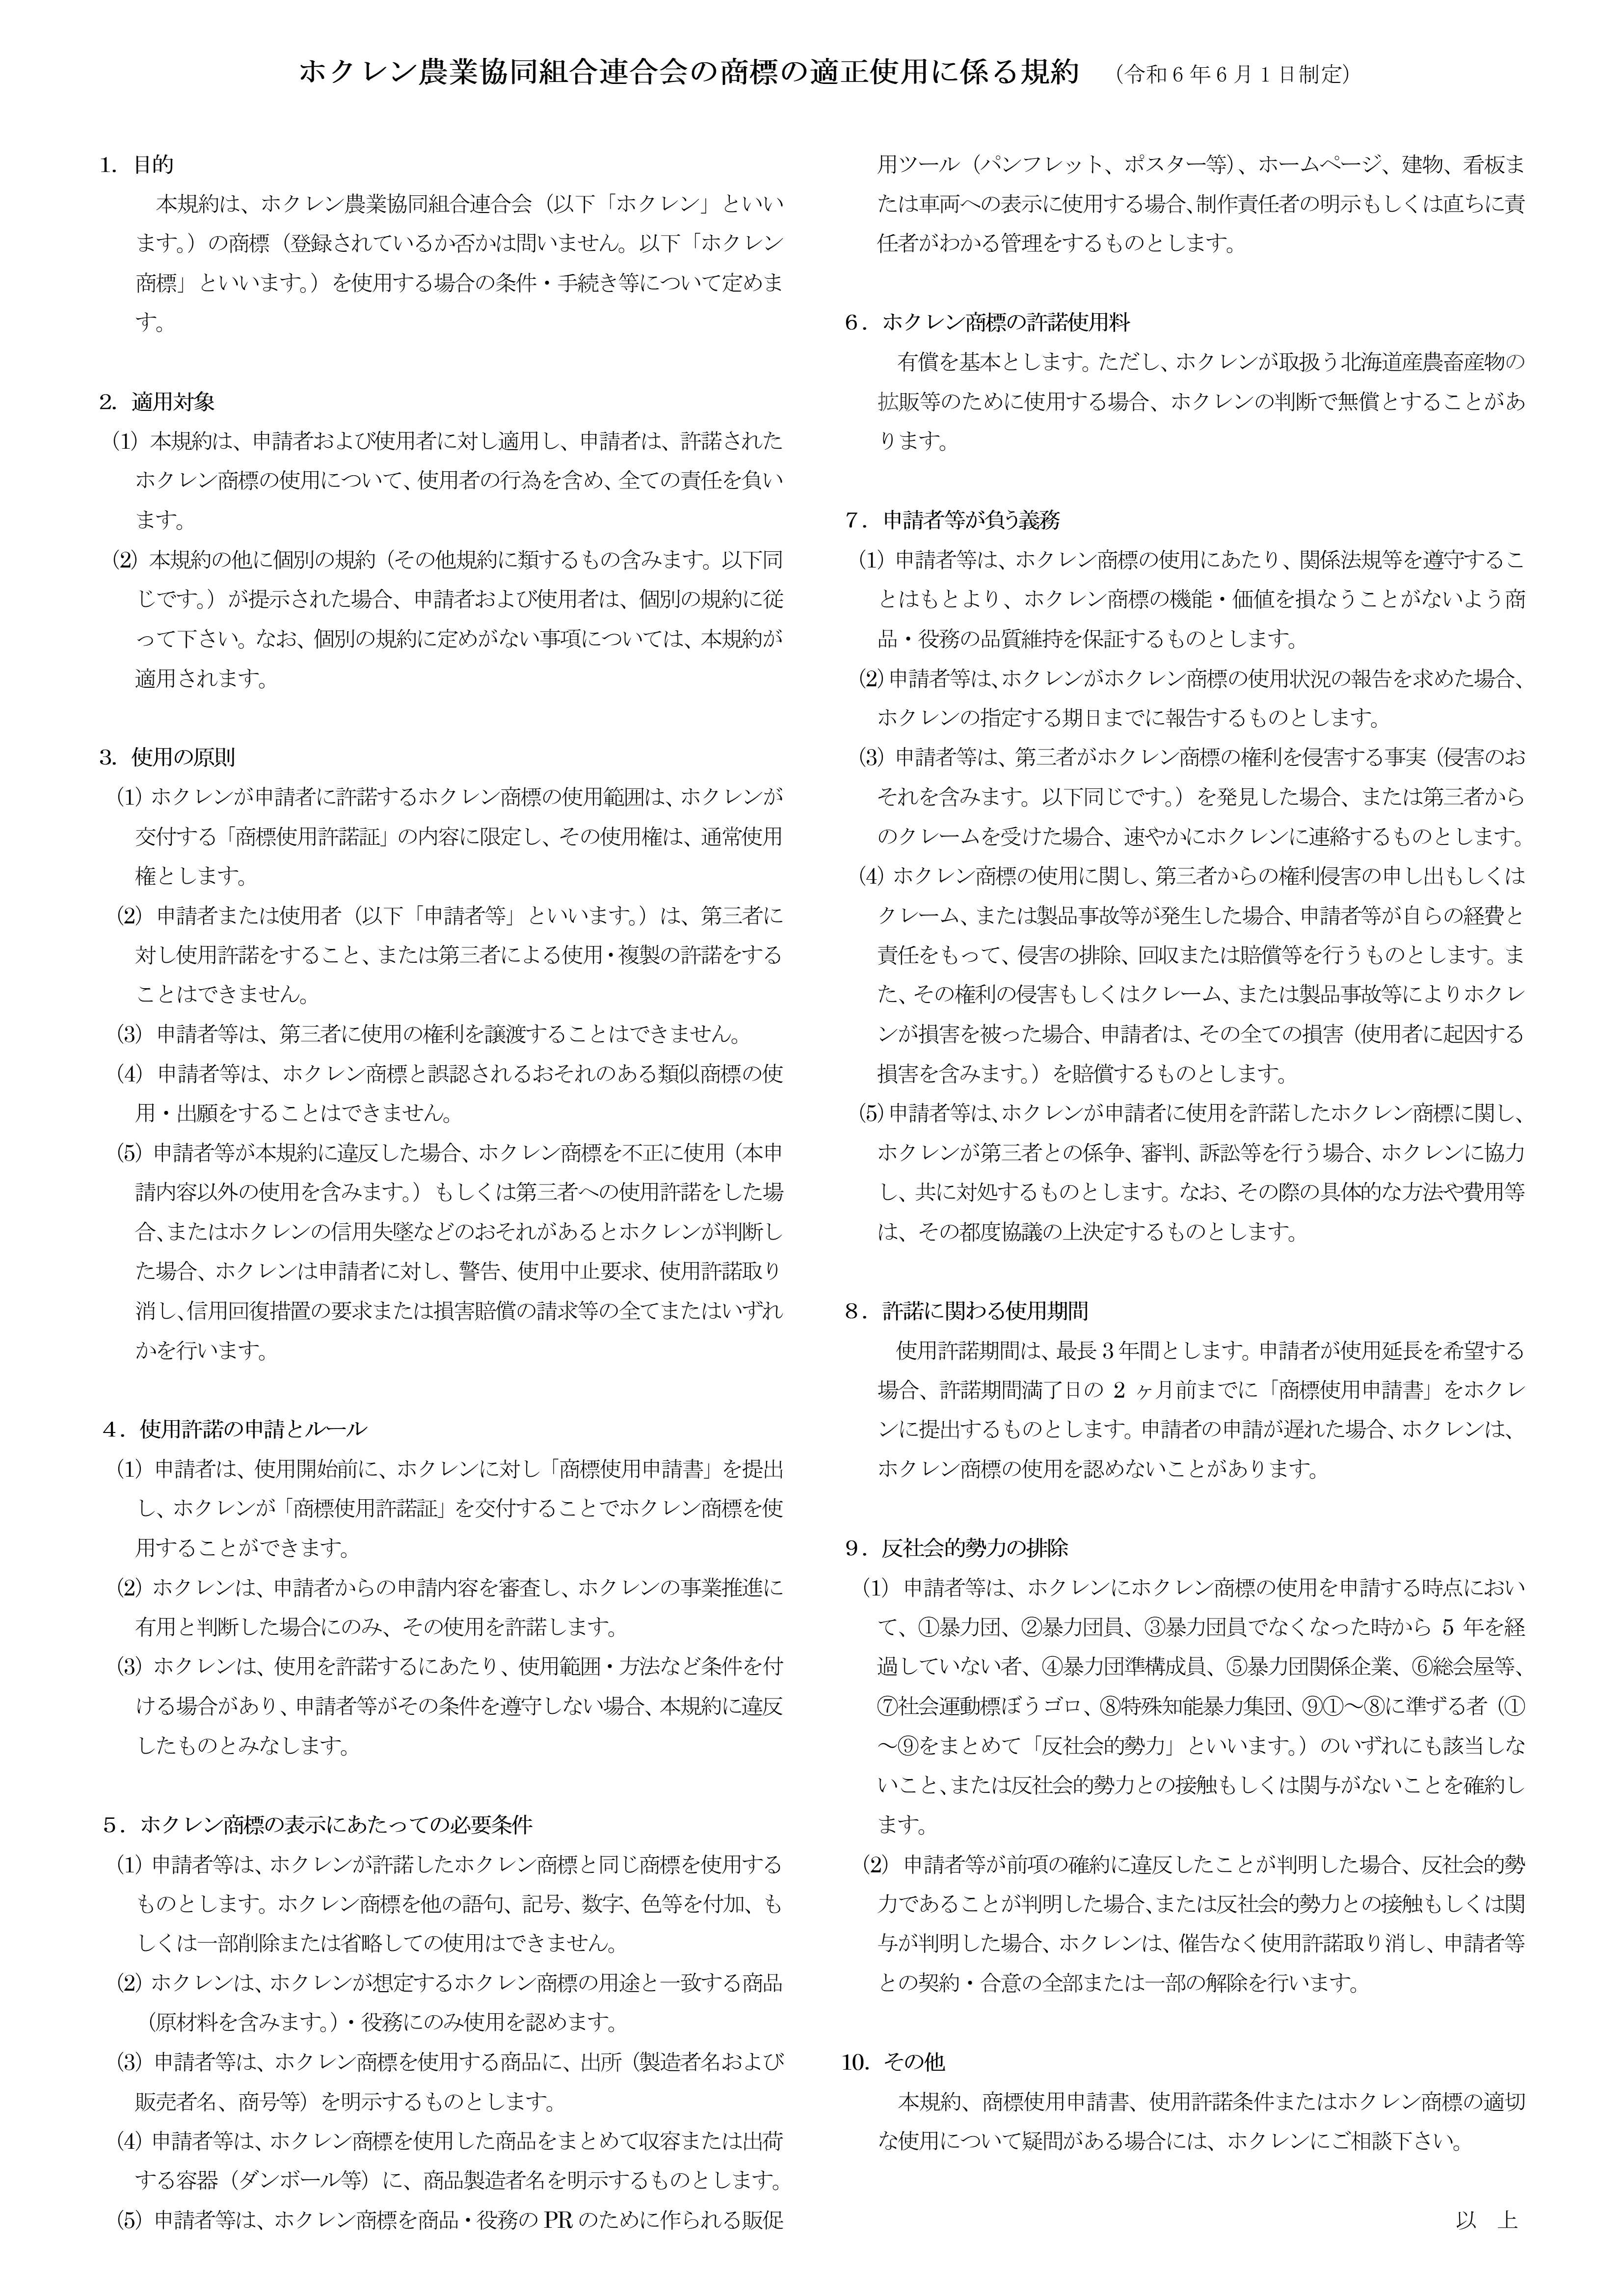 ホクレン農業協同組合連合会の商標の適正使用に係る規約　（令和６年６月１日制定）
1. 目的
本規約は、ホクレン農業協同組合連合会（以下「ホクレン」といい
ます。）の商標（登録されているか否かは問いません。以下「ホクレン
商標」といいます。）を使用する場合の条件・手続き等について定めま
す。
2. 適用対象
(1) 本規約は、申請者および使用者に対し適用し、申請者は、許諾された
ホクレン商標の使用について、使用者の行為を含め、全ての責任を負い
ます。
(2) 本規約の他に個別の規約（その他規約に類するもの含みます。以下同
じです。）が提示された場合、申請者および使用者は、個別の規約に従
って下さい。なお、個別の規約に定めがない事項については、本規約が
適用されます。
3. 使用の原則
(1) ホクレンが申請者に許諾するホクレン商標の使用範囲は、ホクレンが
交付する「商標使用許諾証」の内容に限定し、その使用権は、通常使用
権とします。
(2) 申請者または使用者（以下「申請者等」といいます。）は、第三者に
対し使用許諾をすること、または第三者による使用・複製の許諾をする
ことはできません。
(3) 申請者等は、第三者に使用の権利を譲渡することはできません。
(4) 申請者等は、ホクレン商標と誤認されるおそれのある類似商標の使
用・出願をすることはできません。
(5) 申請者等が本規約に違反した場合、ホクレン商標を不正に使用（本申
請内容以外の使用を含みます。）もしくは第三者への使用許諾をした場
合、またはホクレンの信用失墜などのおそれがあるとホクレンが判断し
た場合、ホクレンは申請者に対し、警告、使用中止要求、使用許諾取り
消し、信用回復措置の要求または損害賠償の請求等の全てまたはいずれ
かを行います。
４．使用許諾の申請とルール
(1) 申請者は、使用開始前に、ホクレンに対し「商標使用申請書」を提出
し、ホクレンが「商標使用許諾証」を交付することでホクレン商標を使
用することができます。
(2) ホクレンは、申請者からの申請内容を審査し、ホクレンの事業推進に
有用と判断した場合にのみ、その使用を許諾します。
(3) ホクレンは、使用を許諾するにあたり、使用範囲・方法など条件を付
ける場合があり、申請者等がその条件を遵守しない場合、本規約に違反
したものとみなします。
５．ホクレン商標の表示にあたっての必要条件
(1) 申請者等は、ホクレンが許諾したホクレン商標と同じ商標を使用する
ものとします。ホクレン商標を他の語句、記号、数字、色等を付加、も
しくは一部削除または省略しての使用はできません。
(2) ホクレンは、ホクレンが想定するホクレン商標の用途と一致する商品
（原材料を含みます。）・役務にのみ使用を認めます。
(3) 申請者等は、ホクレン商標を使用する商品に、出所（製造者名および
販売者名、商号等）を明示するものとします。
(4) 申請者等は、ホクレン商標を使用した商品をまとめて収容または出荷
する容器（ダンボール等）に、商品製造者名を明示するものとします。
(5) 申請者等は、ホクレン商標を商品・役務の PR のために作られる販促
用ツール（パンフレット、ポスター等）、ホームページ、建物、看板ま
たは車両への表示に使用する場合、制作責任者の明示もしくは直ちに責
任者がわかる管理をするものとします。
６．ホクレン商標の許諾使用料
有償を基本とします。ただし、ホクレンが取扱う北海道産農畜産物の
拡販等のために使用する場合、ホクレンの判断で無償とすることがあ
ります。
７．申請者等が負う義務
(1) 申請者等は、ホクレン商標の使用にあたり、関係法規等を遵守するこ
とはもとより、ホクレン商標の機能・価値を損なうことがないよう商
品・役務の品質維持を保証するものとします。
(2) 申請者等は、ホクレンがホクレン商標の使用状況の報告を求めた場合、
ホクレンの指定する期日までに報告するものとします。
(3) 申請者等は、第三者がホクレン商標の権利を侵害する事実（侵害のお
それを含みます。以下同じです。）を発見した場合、または第三者から
のクレームを受けた場合、速やかにホクレンに連絡するものとします。
(4) ホクレン商標の使用に関し、第三者からの権利侵害の申し出もしくは
クレーム、または製品事故等が発生した場合、申請者等が自らの経費と
責任をもって、侵害の排除、回収または賠償等を行うものとします。ま
た、その権利の侵害もしくはクレーム、または製品事故等によりホクレ
ンが損害を被った場合、申請者は、その全ての損害（使用者に起因する
損害を含みます。）を賠償するものとします。
(5) 申請者等は、ホクレンが申請者に使用を許諾したホクレン商標に関し、
ホクレンが第三者との係争、審判、訴訟等を行う場合、ホクレンに協力
し、共に対処するものとします。なお、その際の具体的な方法や費用等
は、その都度協議の上決定するものとします。
８．許諾に関わる使用期間
使用許諾期間は、最長３年間とします。申請者が使用延長を希望する
場合、許諾期間満了日の 2 ヶ月前までに「商標使用申請書」をホクレ
ンに提出するものとします。申請者の申請が遅れた場合、ホクレンは、
ホクレン商標の使用を認めないことがあります。
９．反社会的勢力の排除
(1) 申請者等は、ホクレンにホクレン商標の使用を申請する時点におい
て、①暴力団、②暴力団員、③暴力団員でなくなった時から 5 年を経
過していない者、④暴力団準構成員、⑤暴力団関係企業、⑥総会屋等、
⑦社会運動標ぼうゴロ、⑧特殊知能暴力集団、⑨①～⑧に準ずる者（①
～⑨をまとめて「反社会的勢力」といいます。）のいずれにも該当しな
いこと、または反社会的勢力との接触もしくは関与がないことを確約し
ます。
(2) 申請者等が前項の確約に違反したことが判明した場合、反社会的勢
力であることが判明した場合、または反社会的勢力との接触もしくは関
与が判明した場合、ホクレンは、催告なく使用許諾取り消し、申請者等
との契約・合意の全部または一部の解除を行います。
10. その他
本規約、商標使用申請書、使用許諾条件またはホクレン商標の適切
な使用について疑問がある場合には、ホクレンにご相談下さい。
以　上